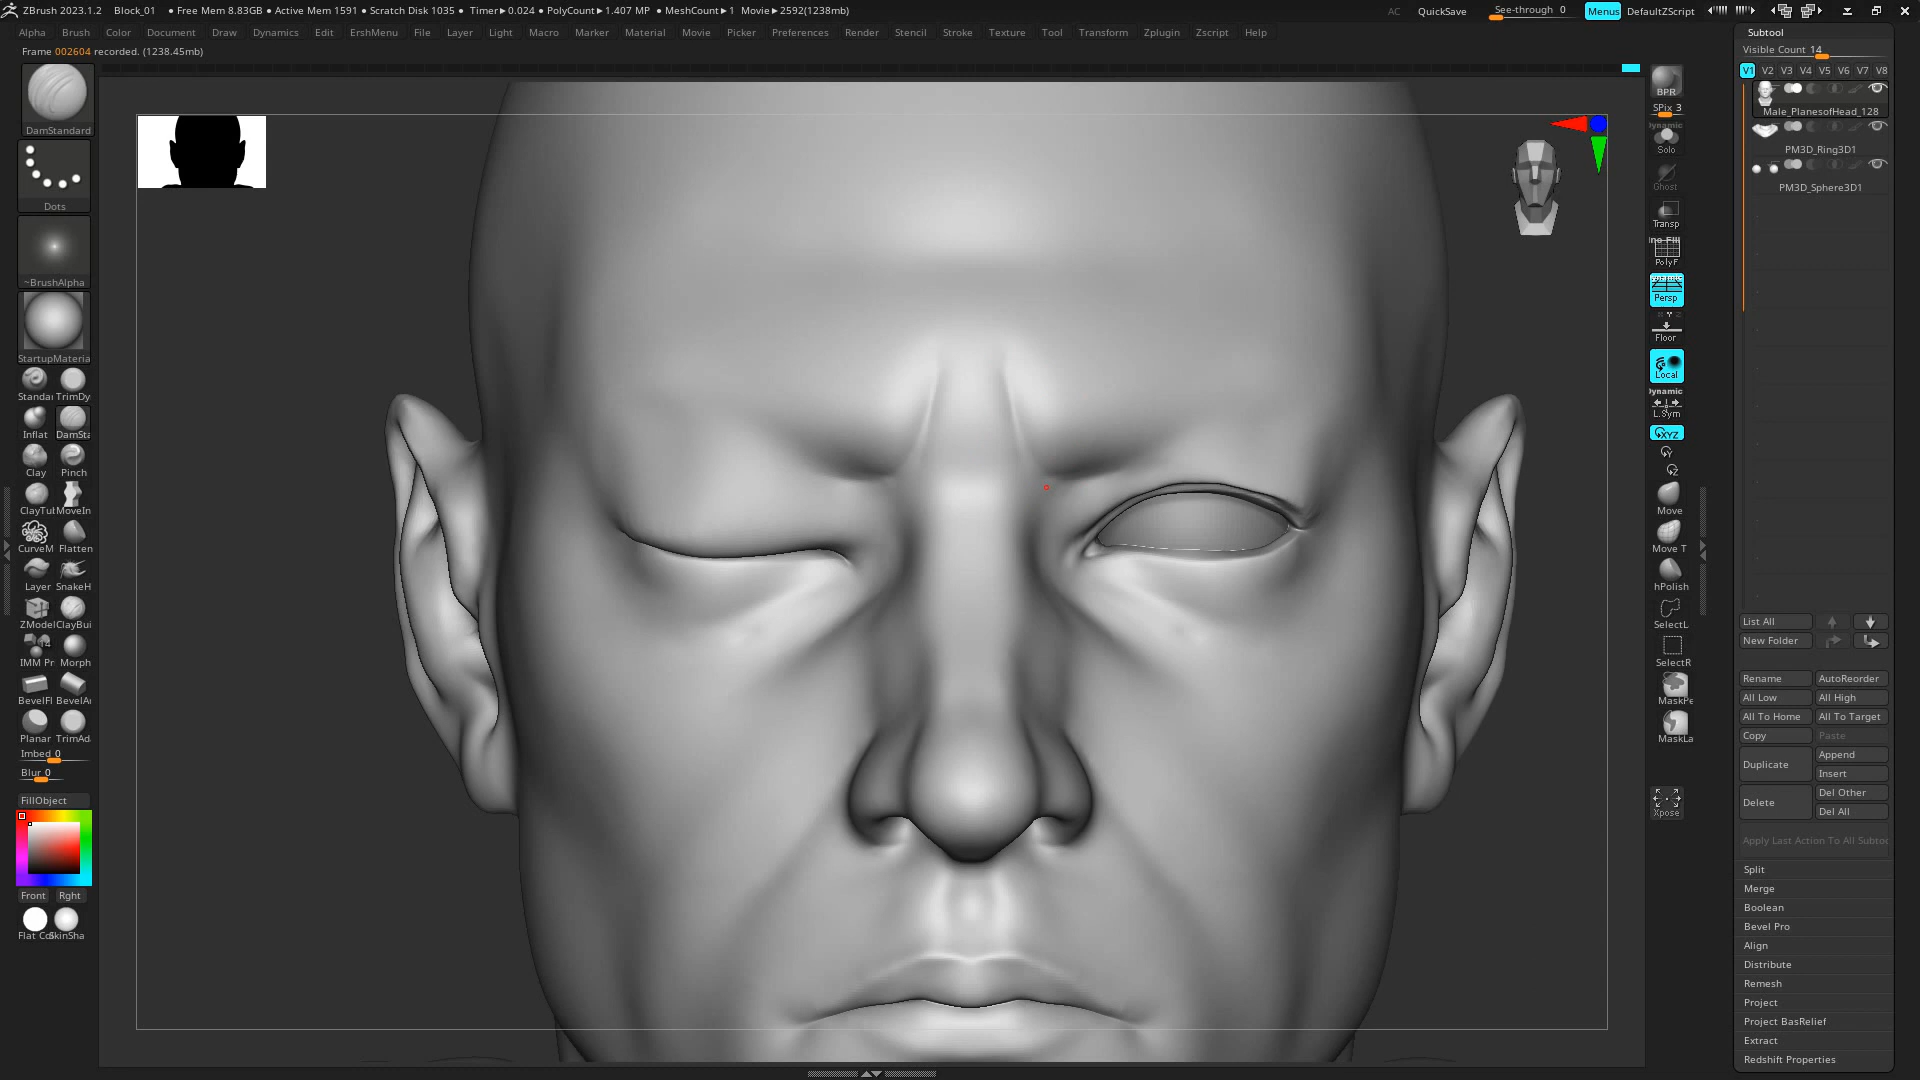 ZBrush 2023.1.2 Block_01 ● Free Mem 8.83GB ● Active Mem 1591 ● Scratch Disk 1035 ● Timer►0.024 ● PolyCount►1.407 MP ● MeshCount►1 Movie►2592(1238mb) AC QuickSave See-through 0 Menus DefaultZScript
Alpha Brush Color Document Draw Dynamics Edit ErshMenu File Layer Light Macro Marker Material Movie Picker Preferences Render Stencil Stroke Texture Tool Transform Zplugin Zscript Help
Frame 002604 recorded. (1238.45mb)
DamStandard
Dots
~BrushAlpha
StartupMateria
Standa TrimDy
Inflat DamSta
Clay Pinch
ClayTu MoveIn
CurveM Flatten
Layer SnakeH
ZModel ClayBui
14
IMM Pr Morph
BevelFl BevelA
Planar TrimAd
Imbed 0
Blur 0
FillObject
Front Rght
Flat Co SkinSha
BPR
SPix 3
Dynamic
Solo
Ghost
Transp
Line Fill
PolyF
Dynamic
Persp
X Y Z
Floor
Local
Dynamic
L.Sym
XYZ
Y
Z
Move
Move T
hPolish
SelectL
SelectR
MaskPe
MaskLa
Xpose
Subtool
Visible Count 14
V1 V2 V3 V4 V5 V6 V7 V8
Male_PlanesofHead_128
PM3D_Ring3D1
PM3D_Sphere3D1
List All
New Folder
Rename AutoReorder
All Low All High
All To Home All To Target
Copy Paste
Duplicate Append
Insert
Delete Del Other
Del All
Apply Last Action To All Subtoo
Split
Merge
Boolean
Bevel Pro
Align
Distribute
Remesh
Project
Project BasRelief
Extract
Redshift Properties